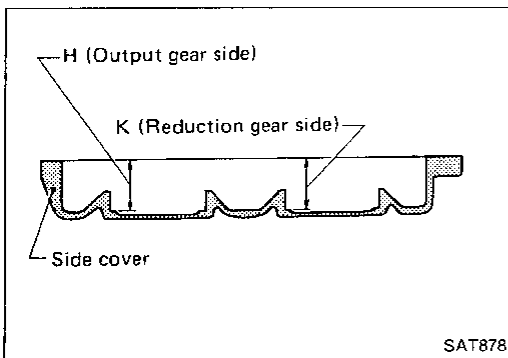 H (Output gear side)
K (Reduction gear side)
Side cover
SAT878